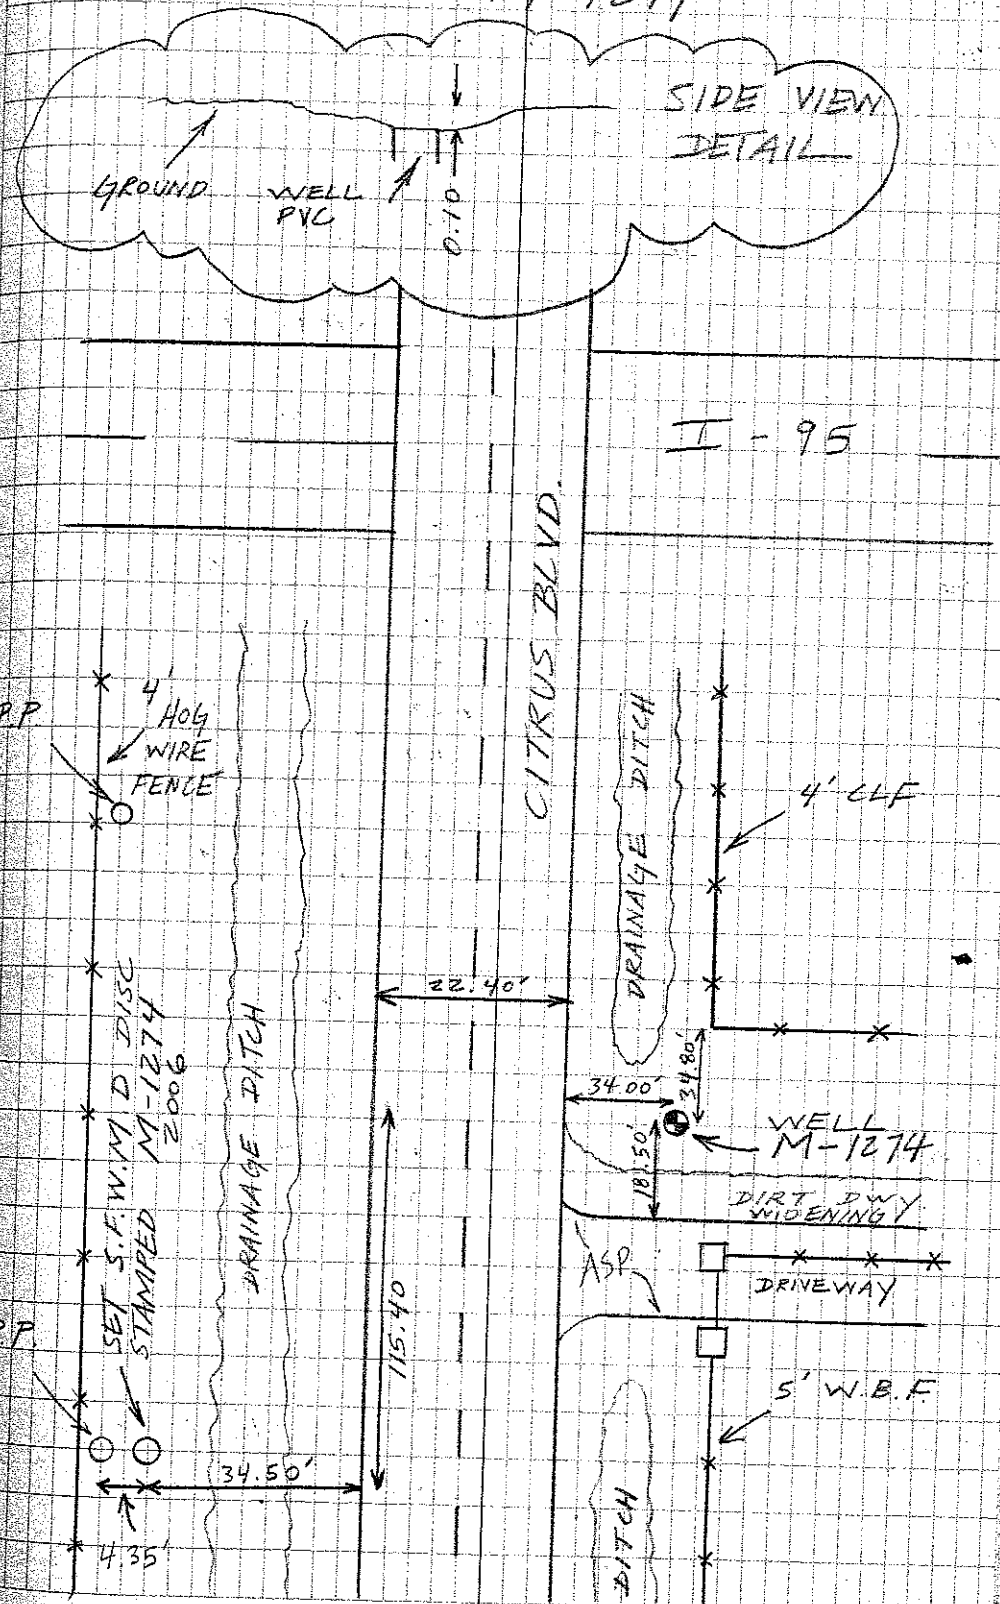 SIDE VIEW
DETAIL
GROUND
WELL
PVC
0.10
I-95
CITRUS BLVD.
P.P.
4'
HOG
WIRE
FENCE
DRAINAGE DITCH
4' CLF
22.40'
34.00'
34.80'
WELL
M-1274
181.50'
DIRT DWY.
WIDENING
ASP.
DRIVEWAY
SET S.F.W.M.D DISC
STAMPED M-1274
2006
DRAINAGE DITCH
115.40
P.P.
5' W.B.F.
34.50'
4.35'
DITCH